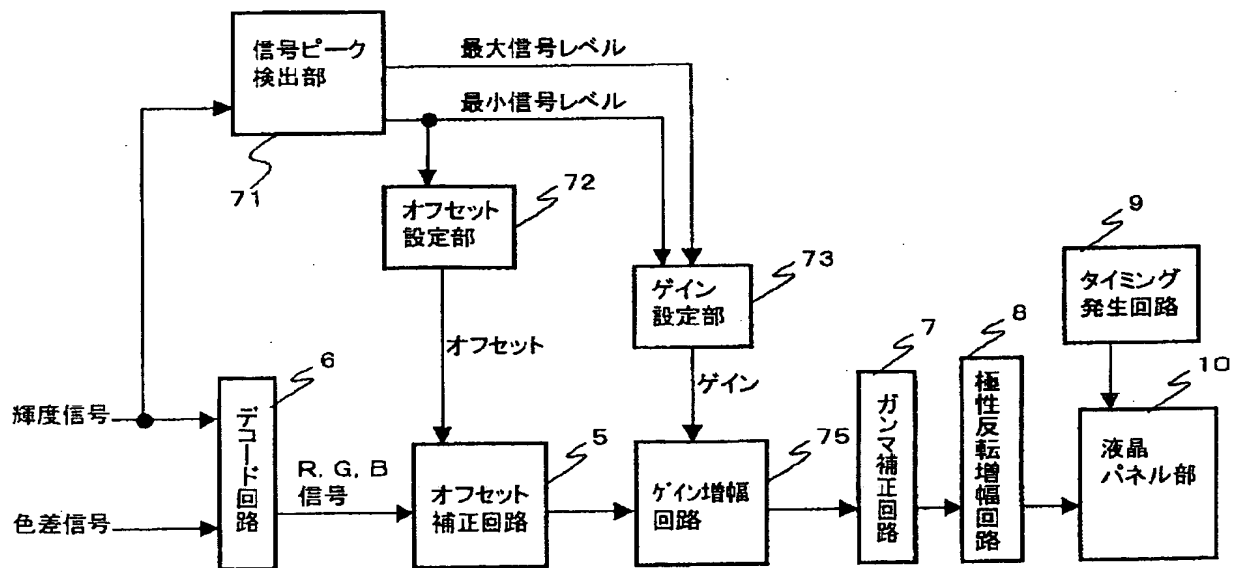 信号ピーク
検出部
71
最大信号レベル
最小信号レベル
オフセット
設定部
72
ゲイン
設定部
73
タイミング
発生回路
9
オフセット
ゲイン
輝度信号
色差信号
デコード回路
6
R, G, B
信号
オフセット
補正回路
5
ゲイン増幅
回路
75
ガンマ補正回路
7
極性反転増幅回路
8
液晶
パネル部
10